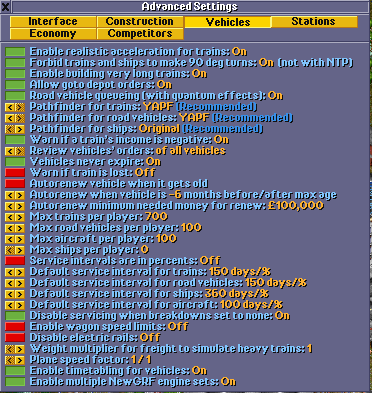 Advanced Settings
Interface Construction Vehicles Stations
Economy Competitors
Enable realistic acceleration for trains: On
Forbid trains and ships to make 90 deg turns: On (not with NTP)
Enable building very long trains: On
Allow goto depot orders: On
Road vehicle queueing (with quantum effects): On
Pathfinder for trains: YAPF (Recommended)
Pathfinder for road vehicles: YAPF (Recommended)
Pathfinder for ships: Original (Recommended)
Warn if a train's income is negative: On
Review vehicles' orders: of all vehicles
Vehicles never expire: On
Warn if train is lost: Off
Autorenew vehicle when it gets old
Autorenew when vehicle is -6 months before/after max age
Autorenew minimum needed money for renew: £100,000
Max trains per player: 700
Max road vehicles per player: 100
Max aircraft per player: 100
Max ships per player: 0
Service intervals are in percents: Off
Default service interval for trains: 150 days/%
Default service interval for road vehicles: 150 days/%
Default service interval for ships: 360 days/%
Default service interval for aircraft: 100 days/%
Disable servicing when breakdowns set to none: On
Enable wagon speed limits: Off
Disable electric rails: Off
Weight multiplier for freight to simulate heavy trains: 1
Plane speed factor: 1 / 1
Enable timetabling for vehicles: On
Enable multiple NewGRF engine sets: On